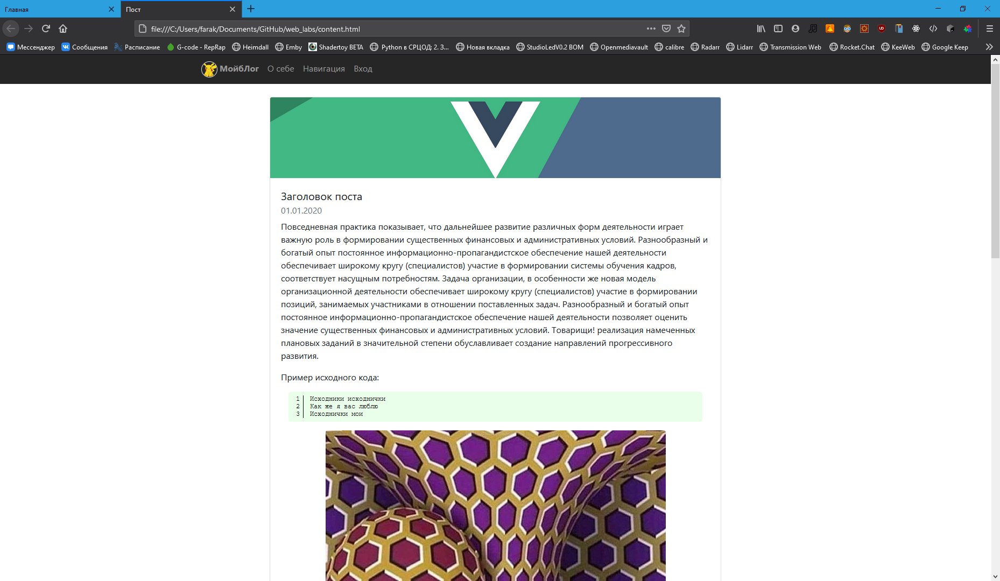 Главная
Пост
file:///C:/Users/farak/Documents/GitHub/web_labs/content.html
Мессенджер Сообщения Расписание G-code - RepRap Heimdall Emby Shadertoy BETA Python в СРЦОД: 2. З... Новая вкладка StudioLedV0.2 BOM Openmediavault calibre Radarr Lidarr Transmission Web Rocket.Chat KeeWeb Google Keep
МойбЛог О себе Навигация Вход
Заголовок поста
01.01.2020
Повседневная практика показывает, что дальнейшее развитие различных форм деятельности играет
важную роль в формировании существенных финансовых и административных условий. Разнообразный и
богатый опыт постоянное информационно-пропагандистское обеспечение нашей деятельности
обеспечивает широкому кругу (специалистов) участие в формировании системы обучения кадров,
соответствует насущным потребностям. Задача организации, в особенности же новая модель
организационной деятельности обеспечивает широкому кругу (специалистов) участие в формировании
позиций, занимаемых участниками в отношении поставленных задач. Разнообразный и богатый опыт
постоянное информационно-пропагандистское обеспечение нашей деятельности позволяет оценить
значение существенных финансовых и административных условий. Товарищи! реализация намеченных
плановых заданий в значительной степени обуславливает создание направлений прогрессивного
развития.
Пример исходного кода:
1 Исходники исходнички
2 Как же я вас люблю
3 Исходнички мои